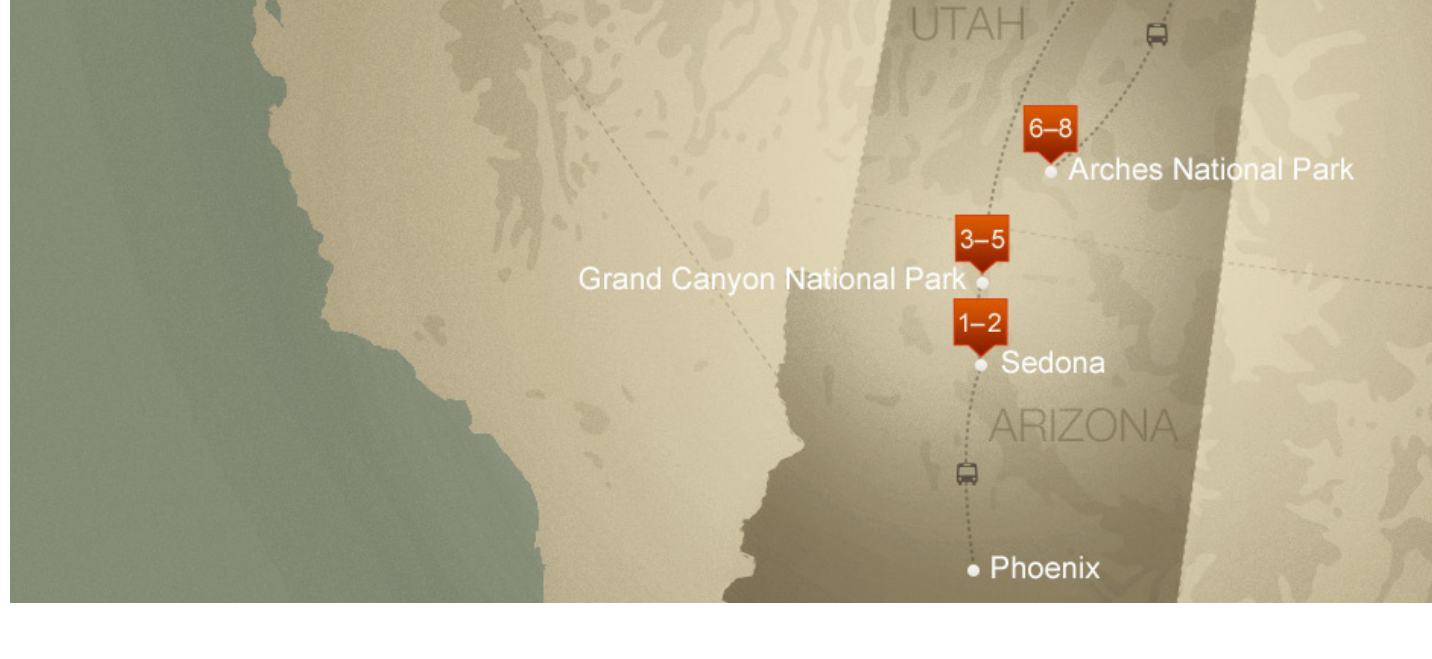 UTAH
6–8
Arches National Park
3–5
Grand Canyon National Park
1–2
Sedona
ARIZONA
Phoenix